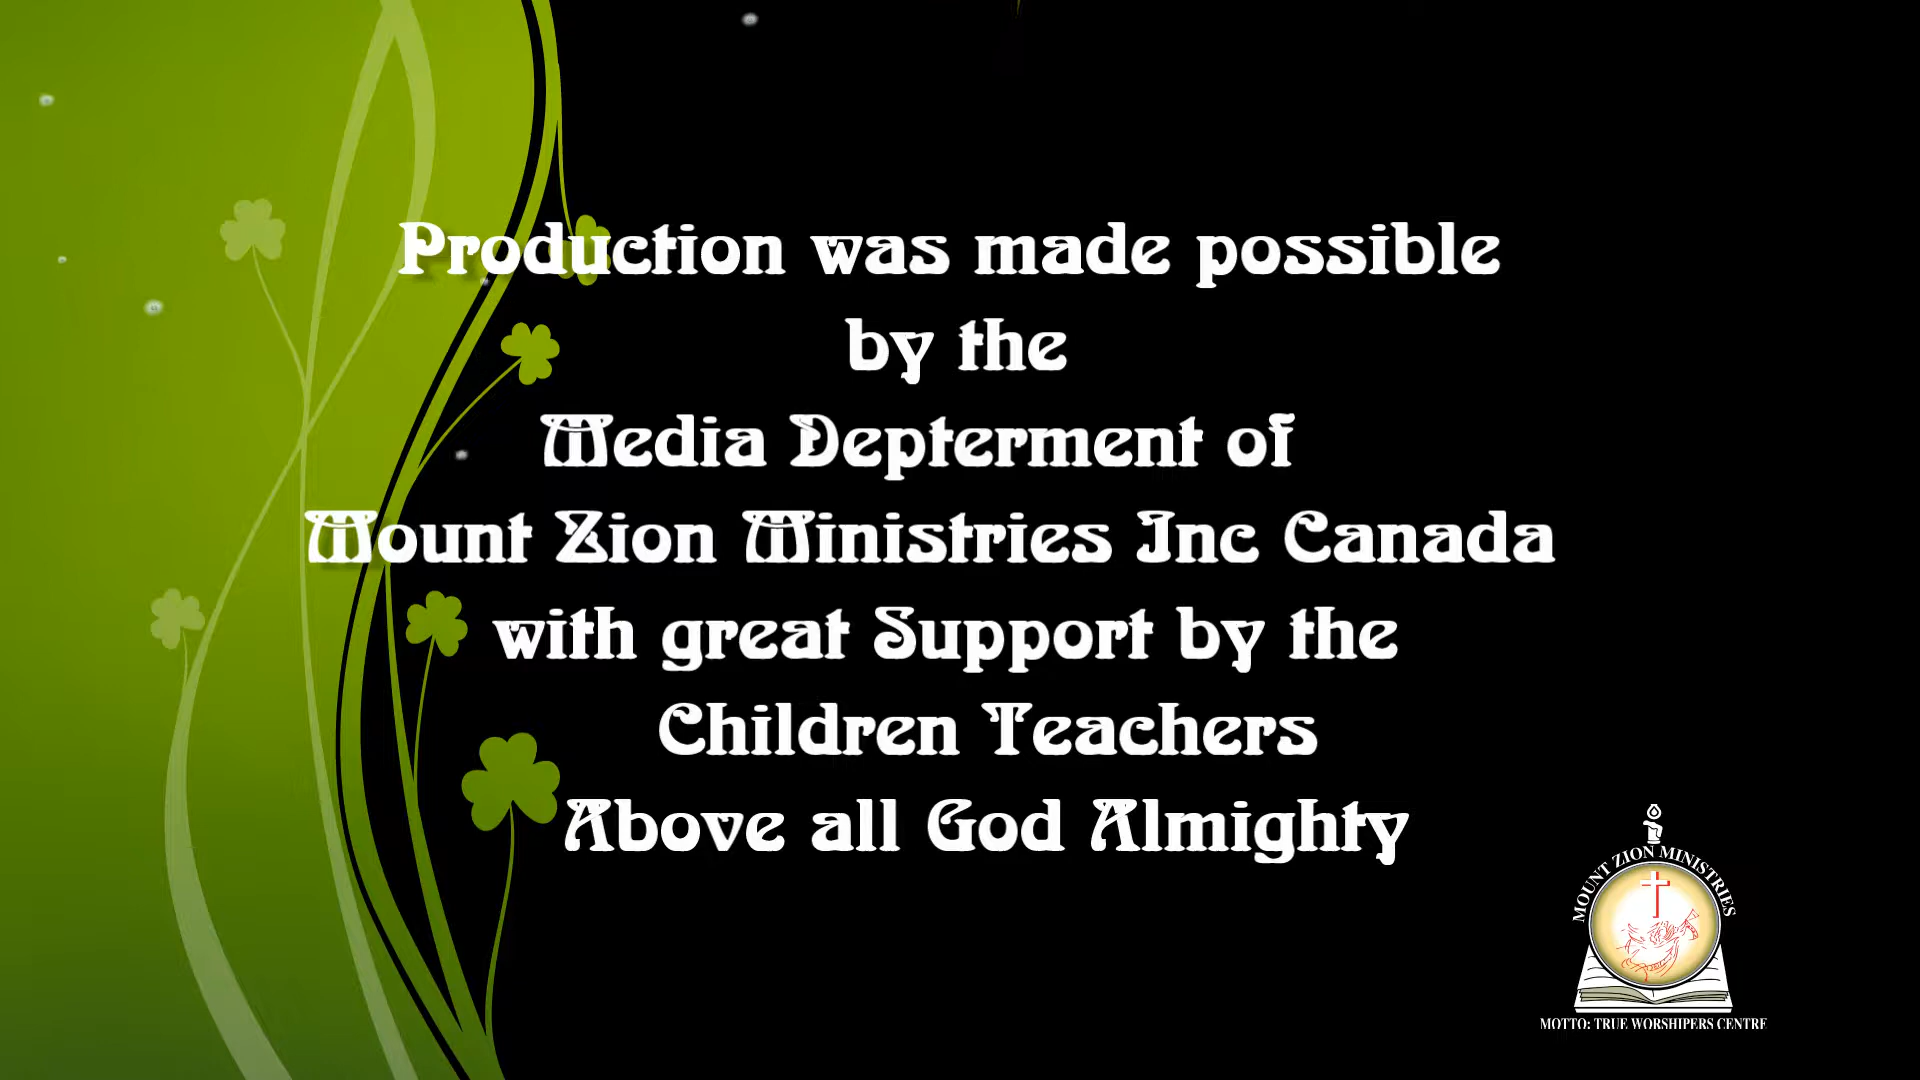 Production was made possible
by the
Media Depterment of
Mount Zion Ministries Inc Canada
with great Support by the
Children Teachers
Above all God Almighty
MOUNT ZION MINISTRIES
MOTTO: TRUE WORSHIPERS CENTRE